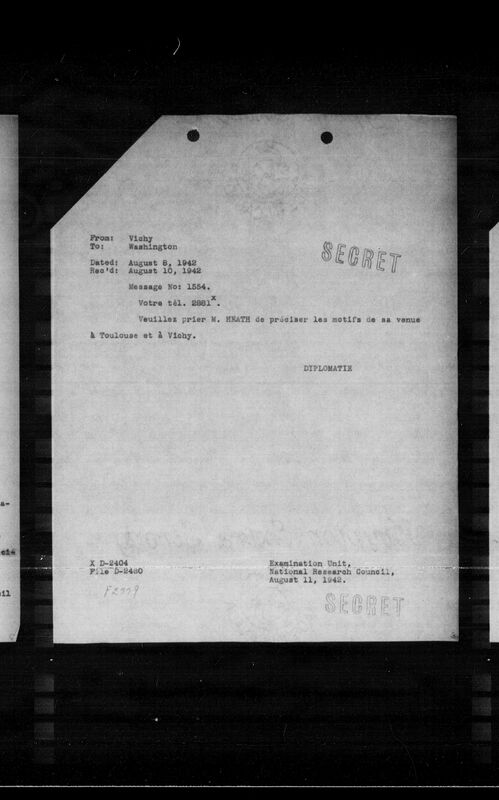 From: Vichy
To: Washington
SECRET
Dated: August 8, 1942
Rec'd: August 10, 1942
Message No: 1554.
Votre tél. 2881x.
Veuillez prier M. HEATH de préciser les motifs de sa venue
à Toulouse et à Vichy.
DIPLOMATIE
X D-2404
File D-2480
F2779
Examination Unit,
National Research Council,
August 11, 1942.
SECRET